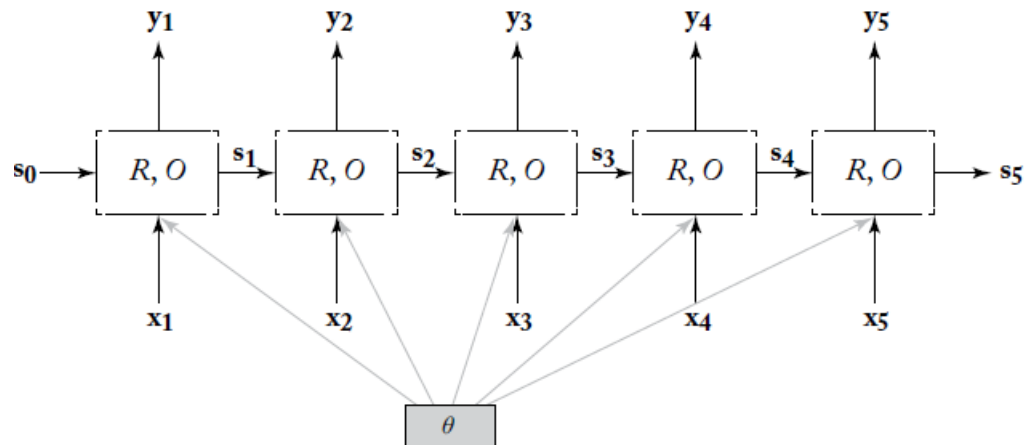 y1 y2 y3 y4 y5
s0 R, O s1 R, O s2 R, O s3 R, O s4 R, O s5
x1 x2 x3 x4 x5
θ